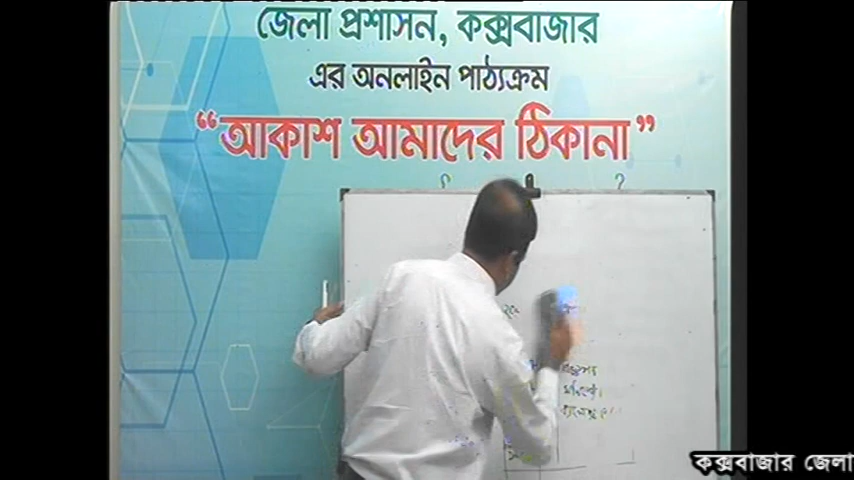 জেলা প্রশাসন, কক্সবাজার
এর অনলাইন পাঠ্যক্রম
“আকাশ আমাদের ঠিকানা”
কক্সবাজার জেলা